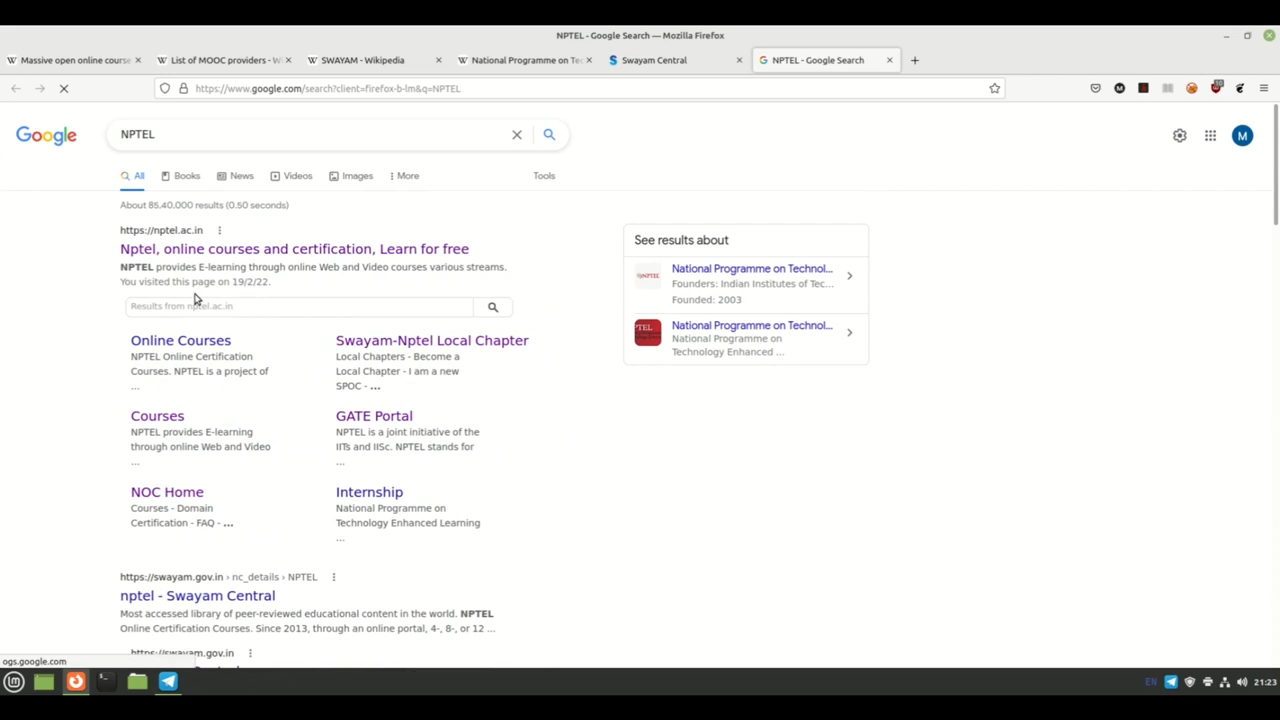 NPTEL - Google Search — Mozilla Firefox
Massive open online course
List of MOOC providers - W
SWAYAM - Wikipedia
National Programme on Te
Swayam Central
NPTEL - Google Search
https://www.google.com/search?client=firefox-b-lm&q=NPTEL
Google
NPTEL
M
All
Books
News
Videos
Images
More
Tools
About 85,40,000 results (0.50 seconds)
https://nptel.ac.in
Nptel, online courses and certification, Learn for free
NPTEL provides E-learning through online Web and Video courses various streams.
You visited this page on 19/2/22.
Results from nptel.ac.in
Online Courses
NPTEL Online Certification
Courses. NPTEL is a project of
...
Swayam-Nptel Local Chapter
Local Chapters - Become a
Local Chapter - I am a new
SPOC - ...
Courses
NPTEL provides E-learning
through online Web and Video
...
GATE Portal
NPTEL is a joint initiative of the
IITs and IISc. NPTEL stands for
...
NOC Home
Courses - Domain
Certification - FAQ - ...
Internship
National Programme on
Technology Enhanced Learning
...
https://swayam.gov.in › nc_details › NPTEL
nptel - Swayam Central
Most accessed library of peer-reviewed educational content in the world. NPTEL
Online Certification Courses. Since 2013, through an online portal, 4-, 8-, or 12 ...
https://swayam.gov.in
See results about
National Programme on Technol...
Founders: Indian Institutes of Tec...
Founded: 2003
National Programme on Technol...
National Programme on
Technology Enhanced ...
ogs.google.com
EN
21:23